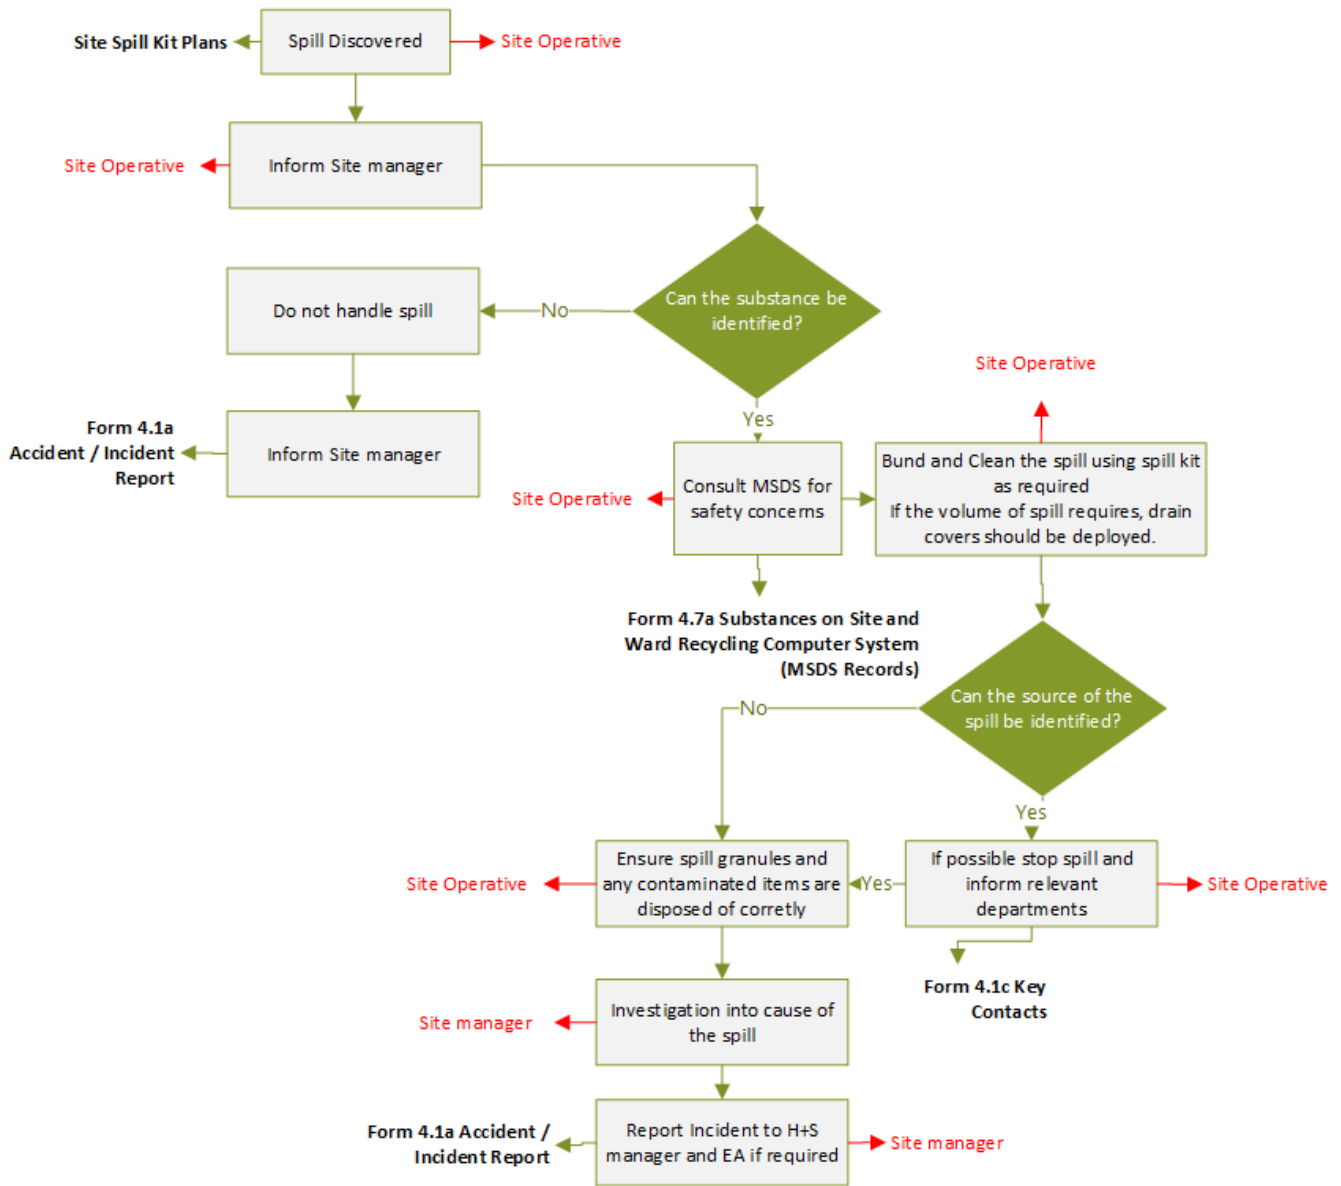 Site Spill Kit Plans
Spill Discovered
Site Operative
Site Operative
Inform Site manager
Can the substance be
identified?
No
Do not handle spill
Yes
Form 4.1a
Accident / Incident
Report
Inform Site manager
Site Operative
Site Operative
Consult MSDS for
safety concerns
Bund and Clean the spill using spill kit
as required
If the volume of spill requires, drain
covers should be deployed.
Form 4.7a Substances on Site and
Ward Recycling Computer System
(MSDS Records)
Can the source of the
spill be identified?
No
Yes
Site Operative
Ensure spill granules and
any contaminated items are
disposed of corretly
Yes
If possible stop spill and
inform relevant
departments
Site Operative
Form 4.1c Key
Contacts
Site manager
Investigation into cause of
the spill
Form 4.1a Accident /
Incident Report
Report Incident to H+S
manager and EA if required
Site manager